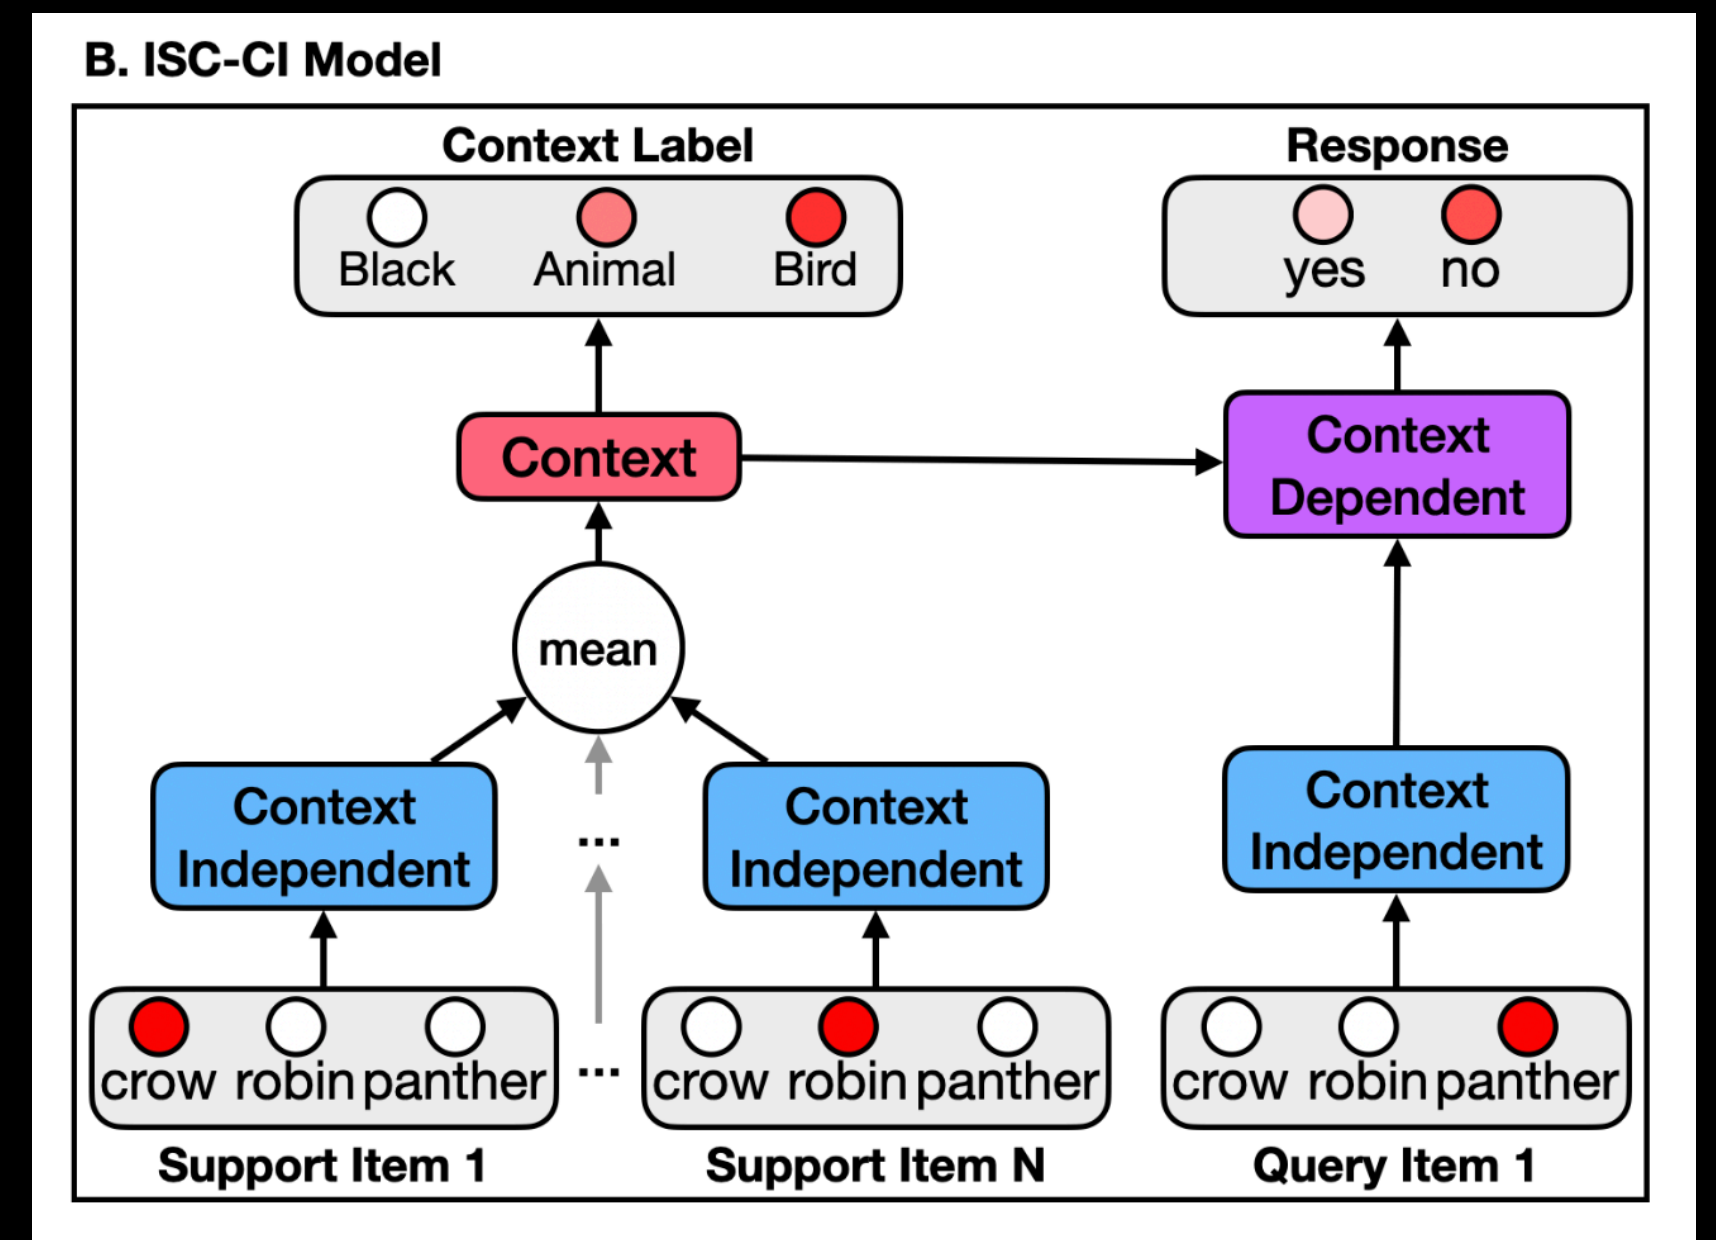 B. ISC-CI Model
Context Label
Response
Black Animal Bird
yes no
Context
Context
Dependent
mean
Context
Independent
...
Context
Independent
Context
Independent
crow robin panther
...
crow robin panther
crow robin panther
Support Item 1
Support Item N
Query Item 1